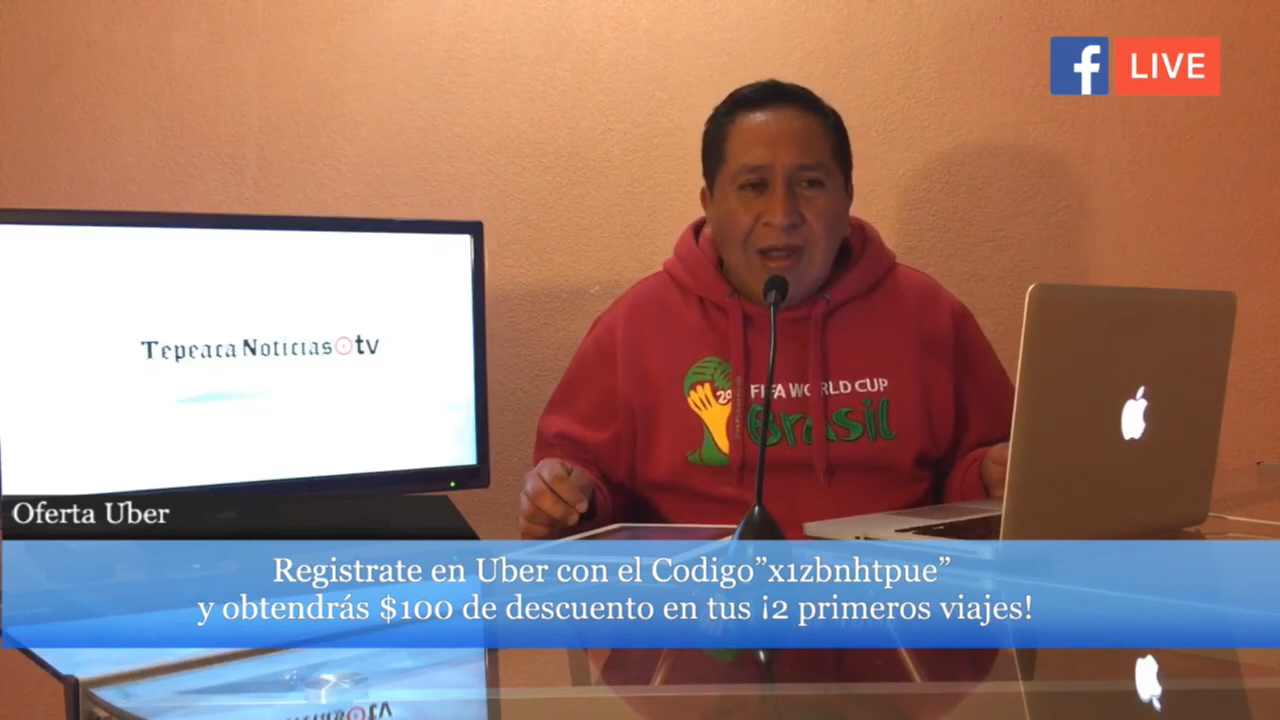 LIVE
Tepeaca Noticias tv
FIFA WORLD CUP
Brasil
Oferta Uber
Registrate en Uber con el Codigo”x1zbnhtpue”
y obtendrás $100 de descuento en tus ¡2 primeros viajes!